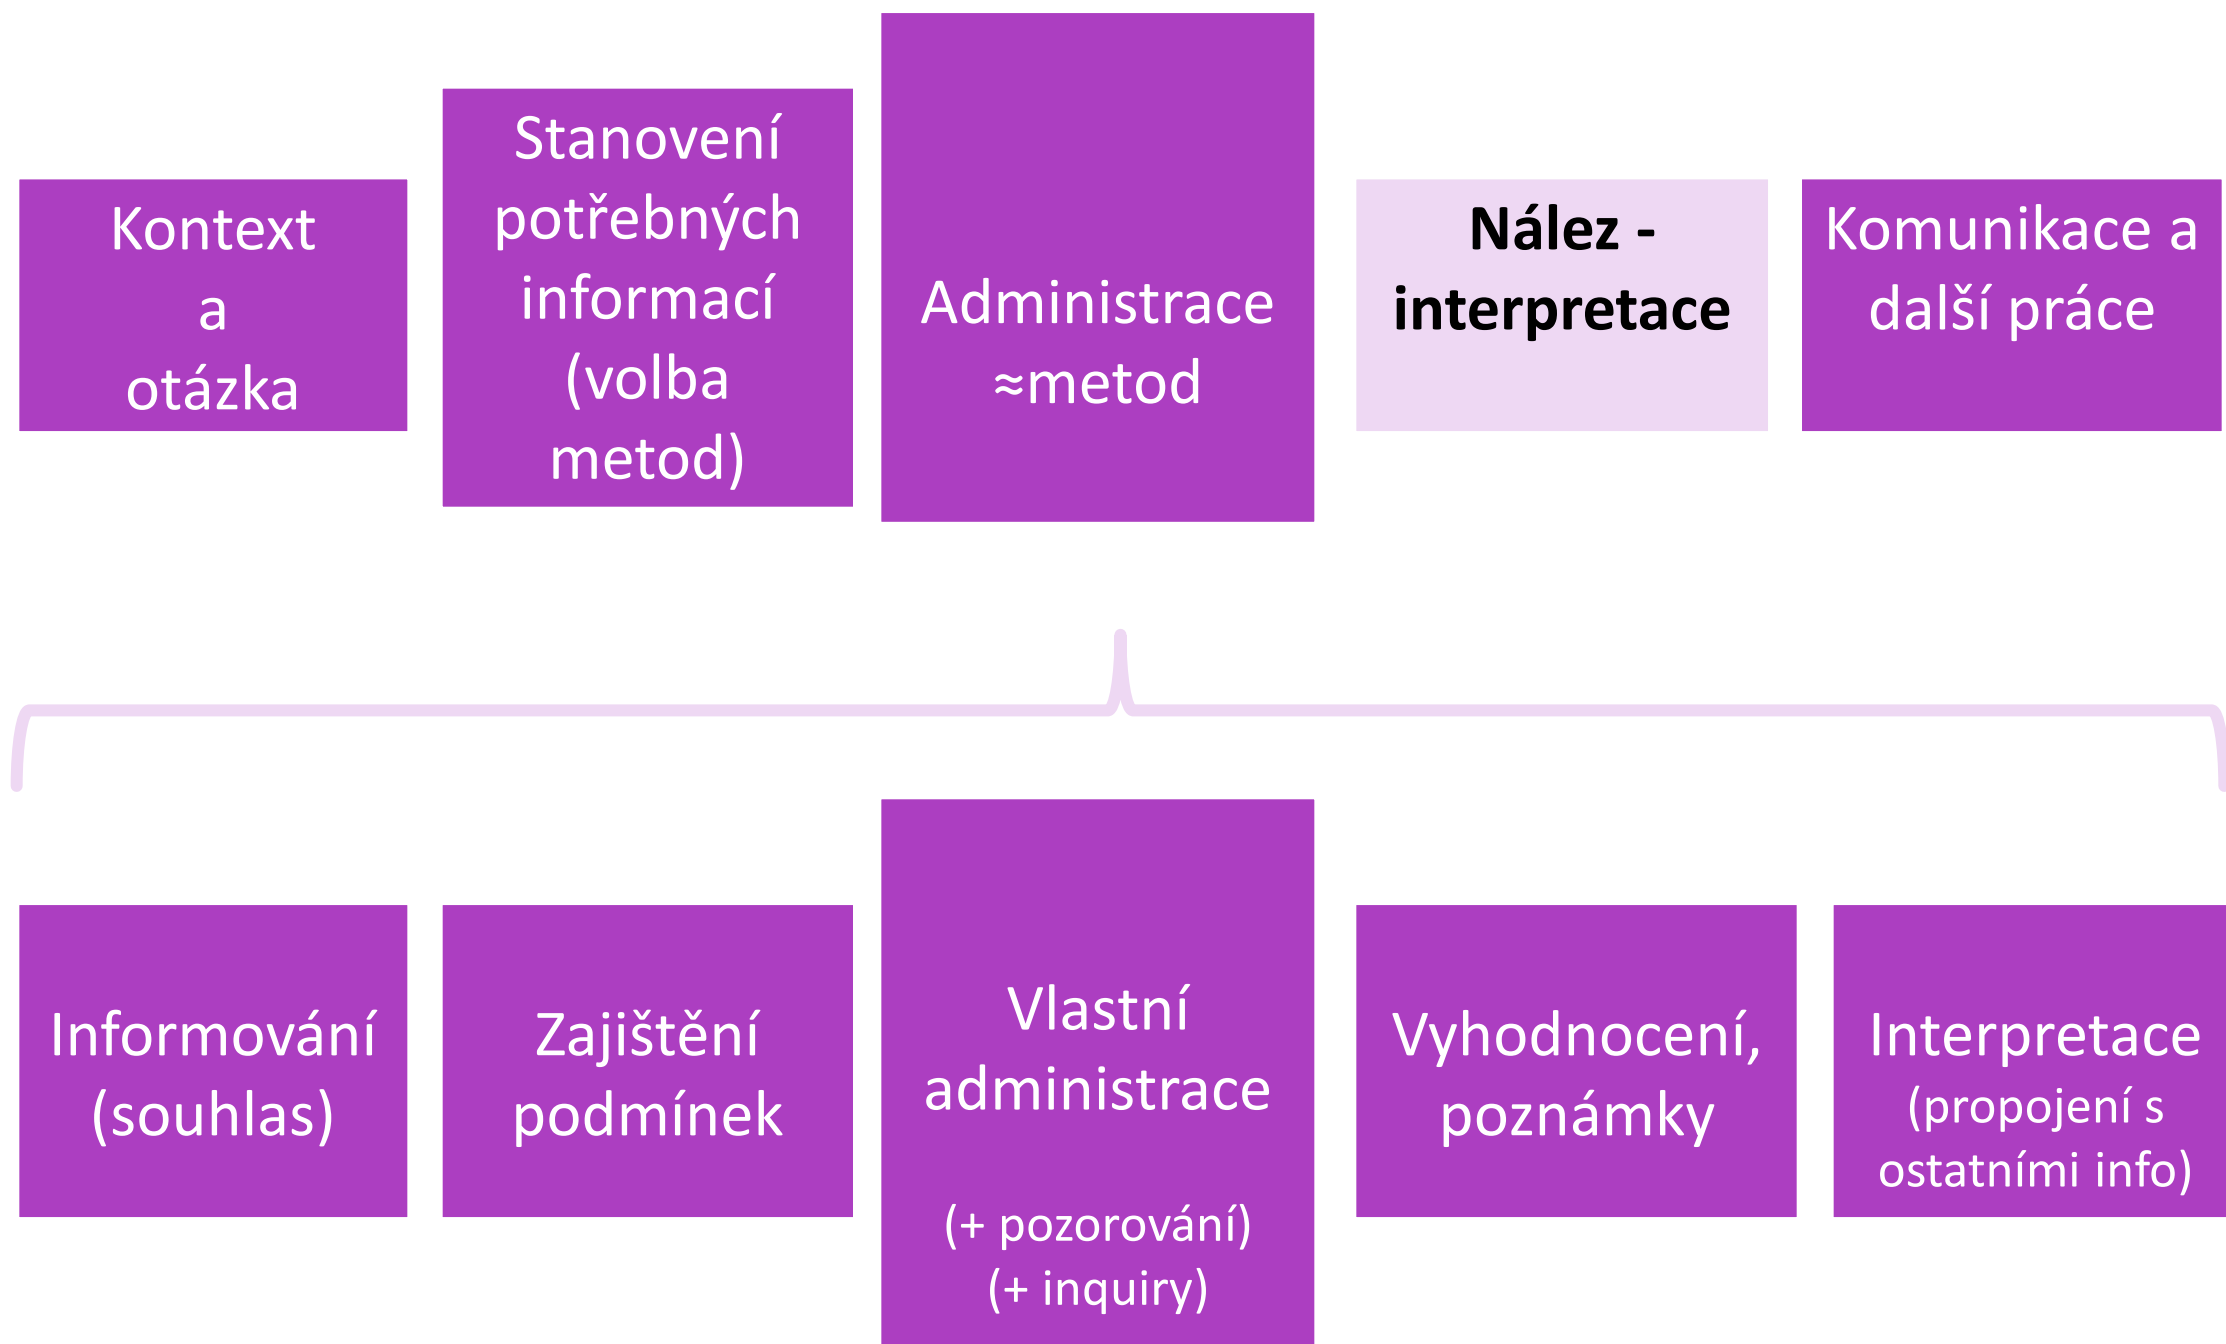 Kontext
a
otázka
Stanovení
potřebných
informací
(volba
metod)
Administrace
≈metod
Nález -
interpretace
Komunikace a
další práce
Informování
(souhlas)
Zajištění
podmínek
Vlastní
administrace
(+ pozorování)
(+ inquiry)
Vyhodnocení,
poznámky
Interpretace
(propojení s
ostatními info)